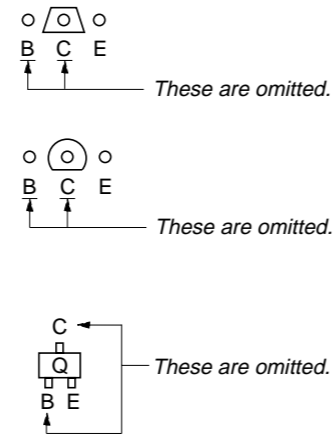 B C E
These are omitted.
B C E
These are omitted.
C
Q
These are omitted.
B E